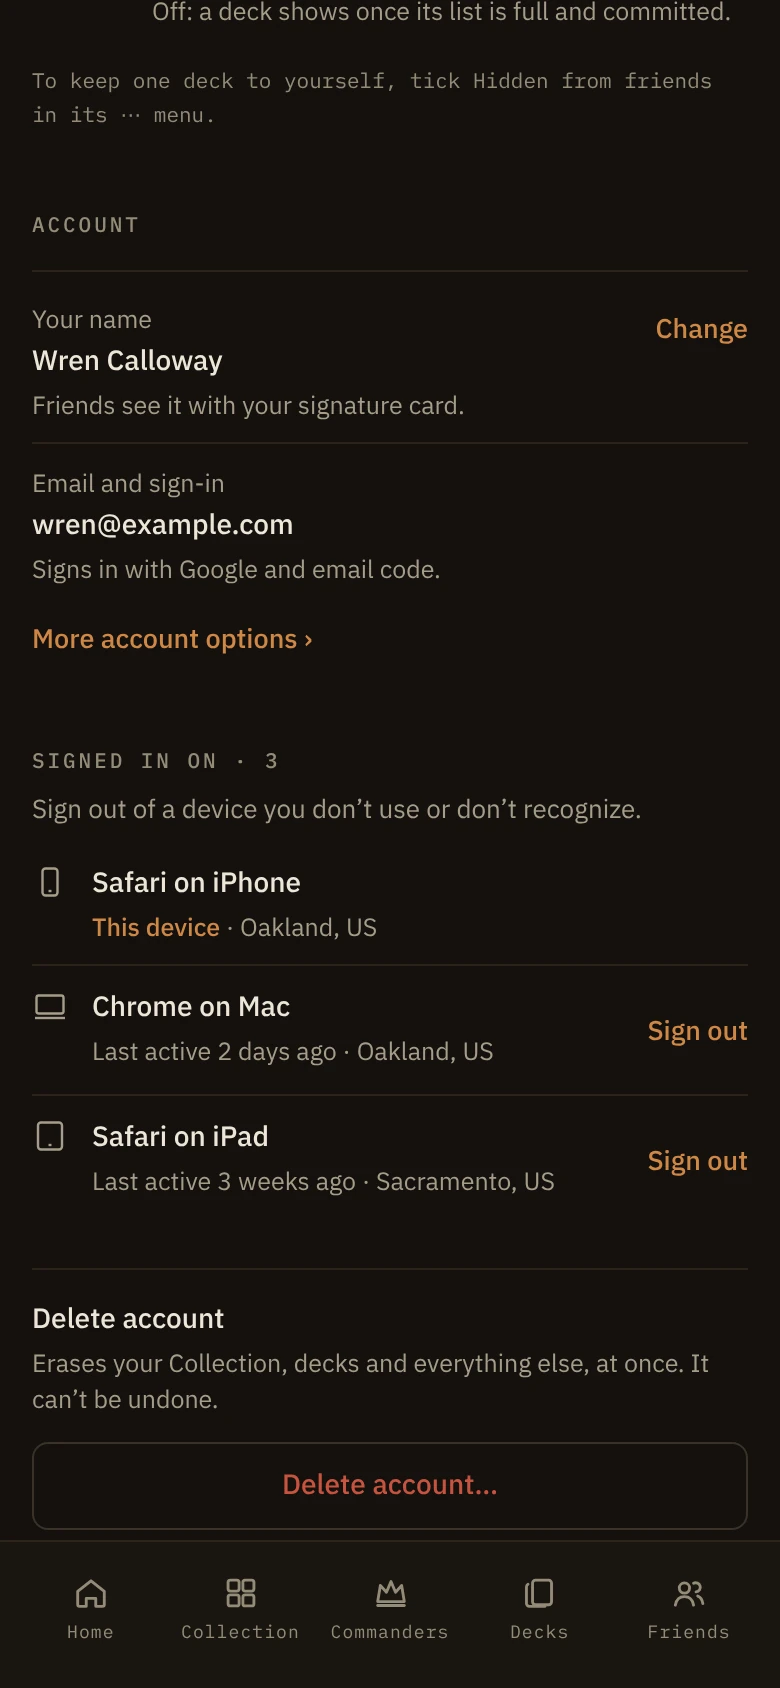 Off: a deck shows once its list is full and committed.
To keep one deck to yourself, tick Hidden from friends
in its ··· menu.
ACCOUNT
Your name
Change
Wren Calloway
Friends see it with your signature card.
Email and sign-in
wren@example.com
Signs in with Google and email code.
More account options ›
SIGNED IN ON · 3
Sign out of a device you don’t use or don’t recognize.
Safari on iPhone
This device · Oakland, US
Chrome on Mac
Sign out
Last active 2 days ago · Oakland, US
Safari on iPad
Sign out
Last active 3 weeks ago · Sacramento, US
Delete account
Erases your Collection, decks and everything else, at once. It
can’t be undone.
Delete account...
Home Collection Commanders Decks Friends